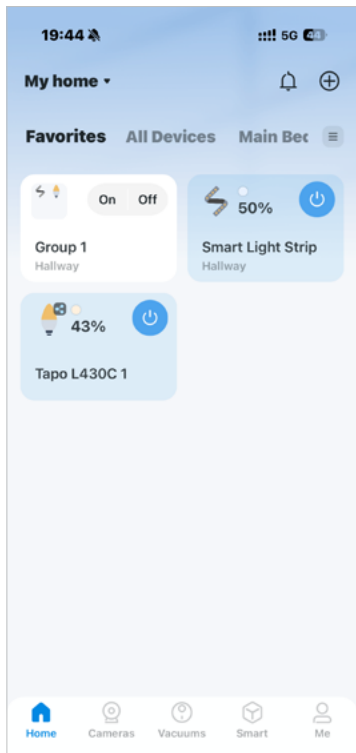 19:44 5G
My home
Favorites All Devices Main Bec
On Off
Group 1
Hallway
50%
Smart Light Strip
Hallway
43%
Tapo L430C 1
Home Cameras Vacuums Smart Me